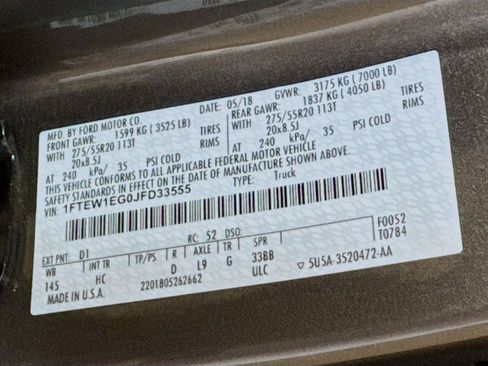 MFD. BY FORD MOTOR CO.
DATE: 05/18 GVWR: 3175 KG (7000 LB)
FRONT GAWR: 1599 KG (3525 LB) REAR GAWR: 1837 KG (4050 LB)
WITH 275/55R20 113T TIRES WITH 275/55R20 113T TIRES
20x8.5J RIMS 20x8.5J RIMS
AT 240 kPa/ 35 PSI COLD AT 240 kPa/ 35 PSI COLD
THIS VEHICLE CONFORMS TO ALL APPLICABLE FEDERAL MOTOR VEHICLE
SAFETY STANDARDS IN EFFECT ON THE DATE OF MANUFACTURE SHOWN ABOVE.
VIN: 1FTEW1EG0JFD33555 TYPE: Truck
F0052
T0784
EXT PNT: D1 RC: 52 DSO:
INT TR TP/PS R AXLE TR SPR
145 HC D L9 G 33BB
ULC
MADE IN U.S.A. 2201805262662
▽ 5USA-3520472-AA